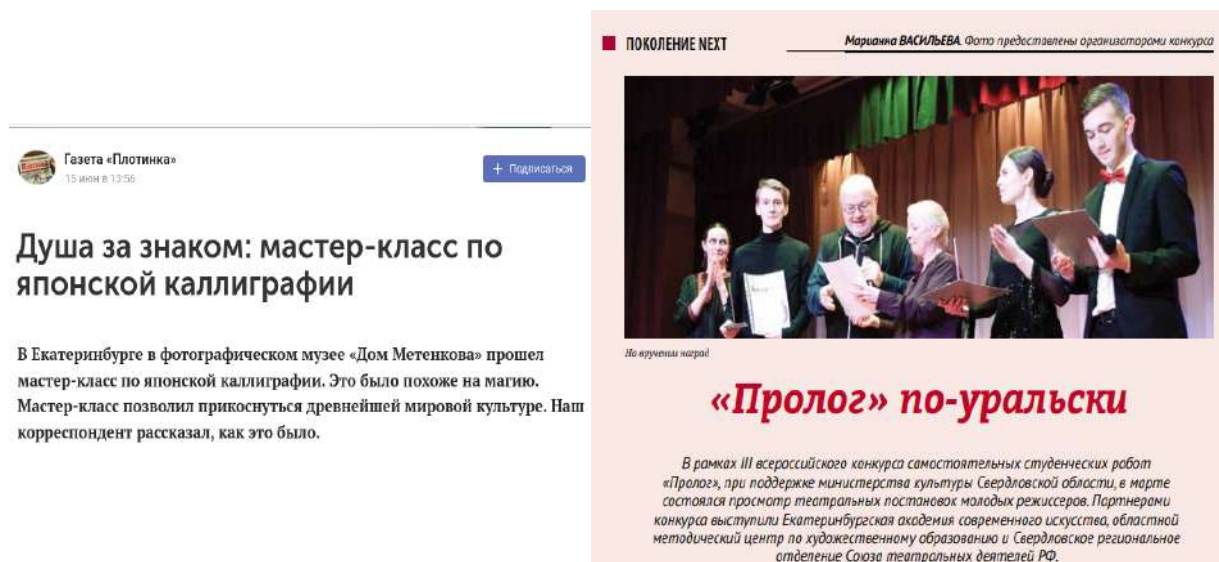 Газета «Плотинка»
15 июн в 13:56
+ Подписаться
Душа за знаком: мастер-класс по
японской каллиграфии
В Екатеринбурге в фотографическом музее «Дом Метенкова» прошел
мастер-класс по японской каллиграфии. Это было похоже на магию.
Мастер-класс позволил прикоснуться древнейшей мировой культуре. Наш
корреспондент рассказал, как это было.
ПОКОЛЕНИЕ NEXT
Марианна ВАСИЛЬЕВА. Фото предоставлены организаторами конкурса
На вручении наград
«Пролог» по-уральски
В рамках III всероссийского конкурса самостоятельных студенческих работ
«Пролог», при поддержке министерства культуры Свердловской области, в марте
состоялся просмотр театральных постановок молодых режиссеров. Партнерами
конкурса выступили Екатеринбургская академия современного искусства, областной
методический центр по художественному образованию и Свердловское региональное
отделение Союза театральных деятелей РФ.